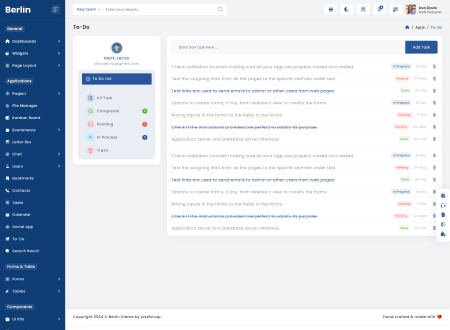 Berlin
Daily Quick
Enter your search..
Ava Davis
Web Designer
General
Dashboards
Widgets
Page Layout
Applications
Project
File Manager
Kanban Board
Ecommerce
Letter Box
Chat
Users
Bookmarks
Contacts
Tasks
Calendar
Social App
To-Do
Search Result
Forms & Table
Forms
Tables
Components
UI Kits
To-Do
/ Apps / To-Do
Mark Jecno
To Do List
All Task
Completed
Pending
In Process
Trash
Enter new task here. . .
Add Task
Check validation involves making sure all your tags are properly closed and nested.
In Progress
Test the outgoing links from all the pages to the specific domain under test.
Pending
Test links are used to send emails to admin or other users from web pages.
Options to create forms, if any, form deletes a view or modify the forms.
In Progress
Wrong inputs in the forms to the fields in the forms.
Pending
Check if the instructions provided are perfect to satisfy its purpose.
Pending
Application server and Database server interface.
Check validation involves making sure all your tags are properly closed and nested.
In Progress
Test the outgoing links from all the pages to the specific domain under test.
Pending
Test links are used to send emails to admin or other users from web pages.
Options to create forms, if any, form deletes a view or modify the forms.
In Progress
Wrong inputs in the forms to the fields in the forms.
Pending
Check if the instructions provided are perfect to satisfy its purpose.
Pending
Application server and Database server interface.
Copyright 2024 © Berlin theme by pixelstrap.
Hand crafted & made with